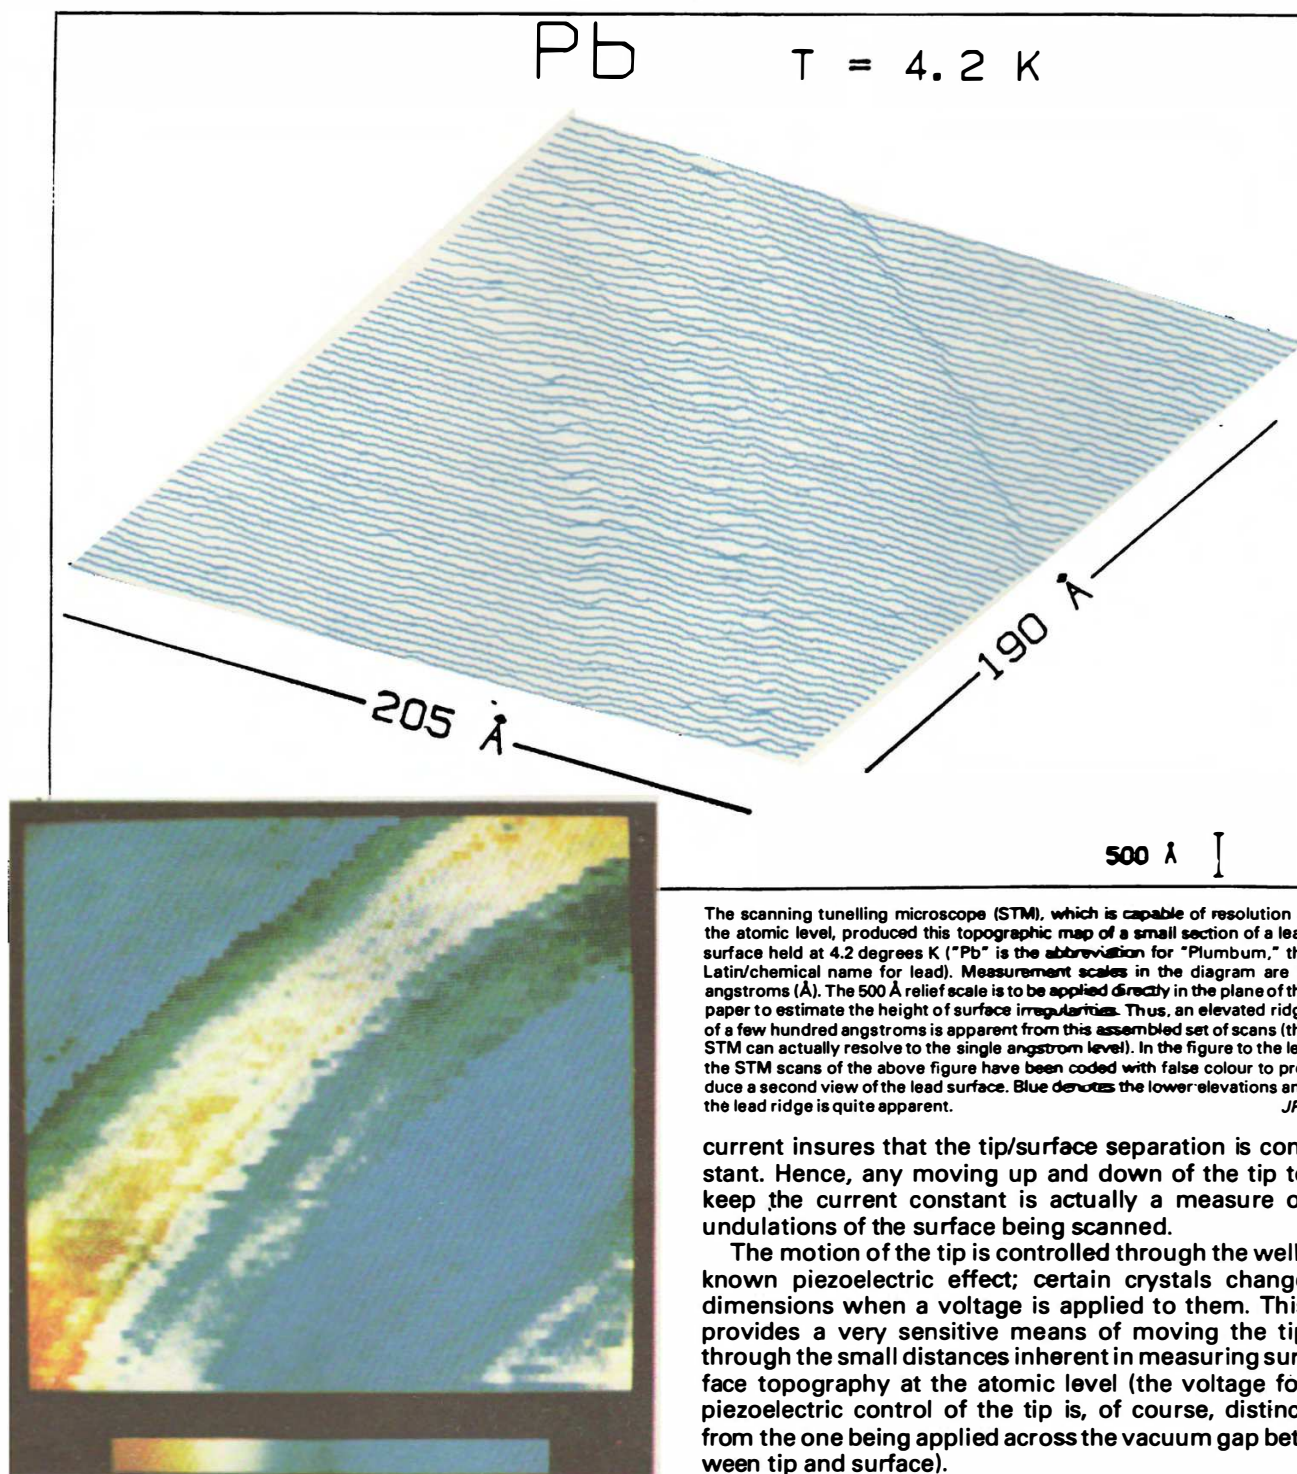 Pb T = 4.2 K
190 Å
205 Å
500 Å
The scanning tunelling microscope (STM), which is capable of resolution
the atomic level, produced this topographic map of a small section of a lea
surface held at 4.2 degrees K ("Pb" is the abbreviation for "Plumbum," th
Latin/chemical name for lead). Measurement scales in the diagram are
angstroms (Å). The 500 Å relief scale is to be applied directly in the plane of th
paper to estimate the height of surface irregularities. Thus, an elevated ridg
of a few hundred angstroms is apparent from this assembled set of scans (th
STM can actually resolve to the single angstrom level). In the figure to the le
the STM scans of the above figure have been coded with false colour to pro
duce a second view of the lead surface. Blue denotes the lower elevations an
the lead ridge is quite apparent.
current insures that the tip/surface separation is con
stant. Hence, any moving up and down of the tip to
keep the current constant is actually a measure o
undulations of the surface being scanned.
The motion of the tip is controlled through the well
known piezoelectric effect; certain crystals change
dimensions when a voltage is applied to them. This
provides a very sensitive means of moving the tip
through the small distances inherent in measuring sur
face topography at the atomic level (the voltage fo
piezoelectric control of the tip is, of course, distinc
from the one being applied across the vacuum gap bet
ween tip and surface).